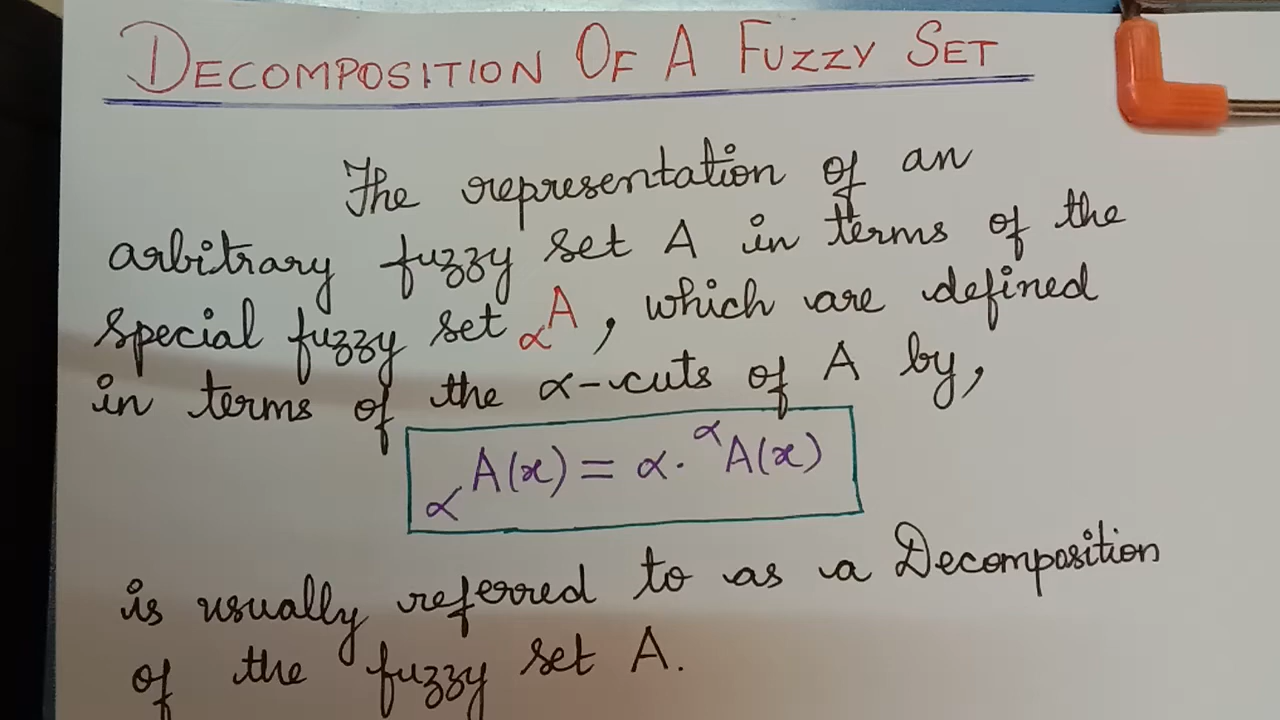 DECOMPOSITION OF A FUZZY SET
The representation of an
arbitrary fuzzy set A in terms of the
special fuzzy set ₐA, which are defined
in terms of the α-cuts of A by,
αA(x) = α · ᵅA(x)
is usually referred to as a Decomposition
of the fuzzy set A.